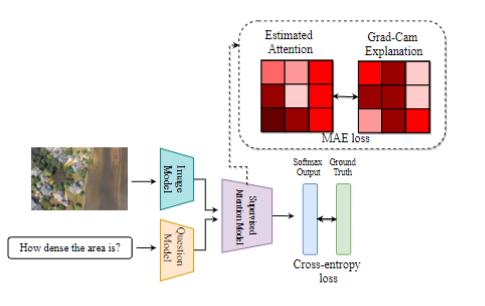 Estimated
Attention
Grad-Cam
Explanation
MAE loss
Image
Model
Softmax
Output
Ground
Truth
Supervised
Attention Model
How dense the area is?
Question
Model
Cross-entropy
loss